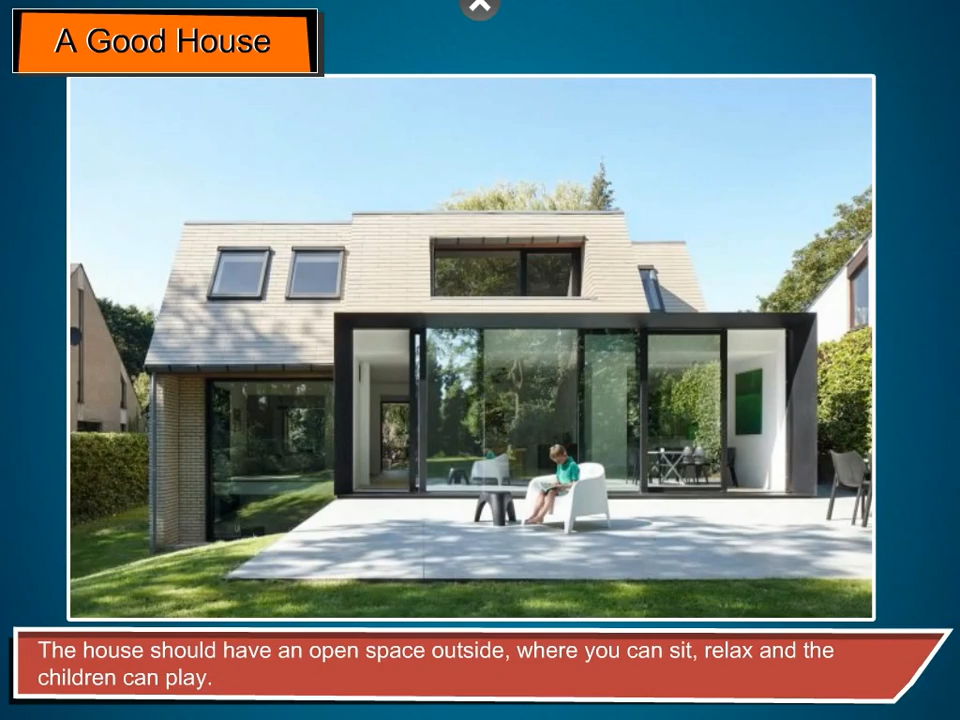 A Good House
The house should have an open space outside, where you can sit, relax and the
children can play.